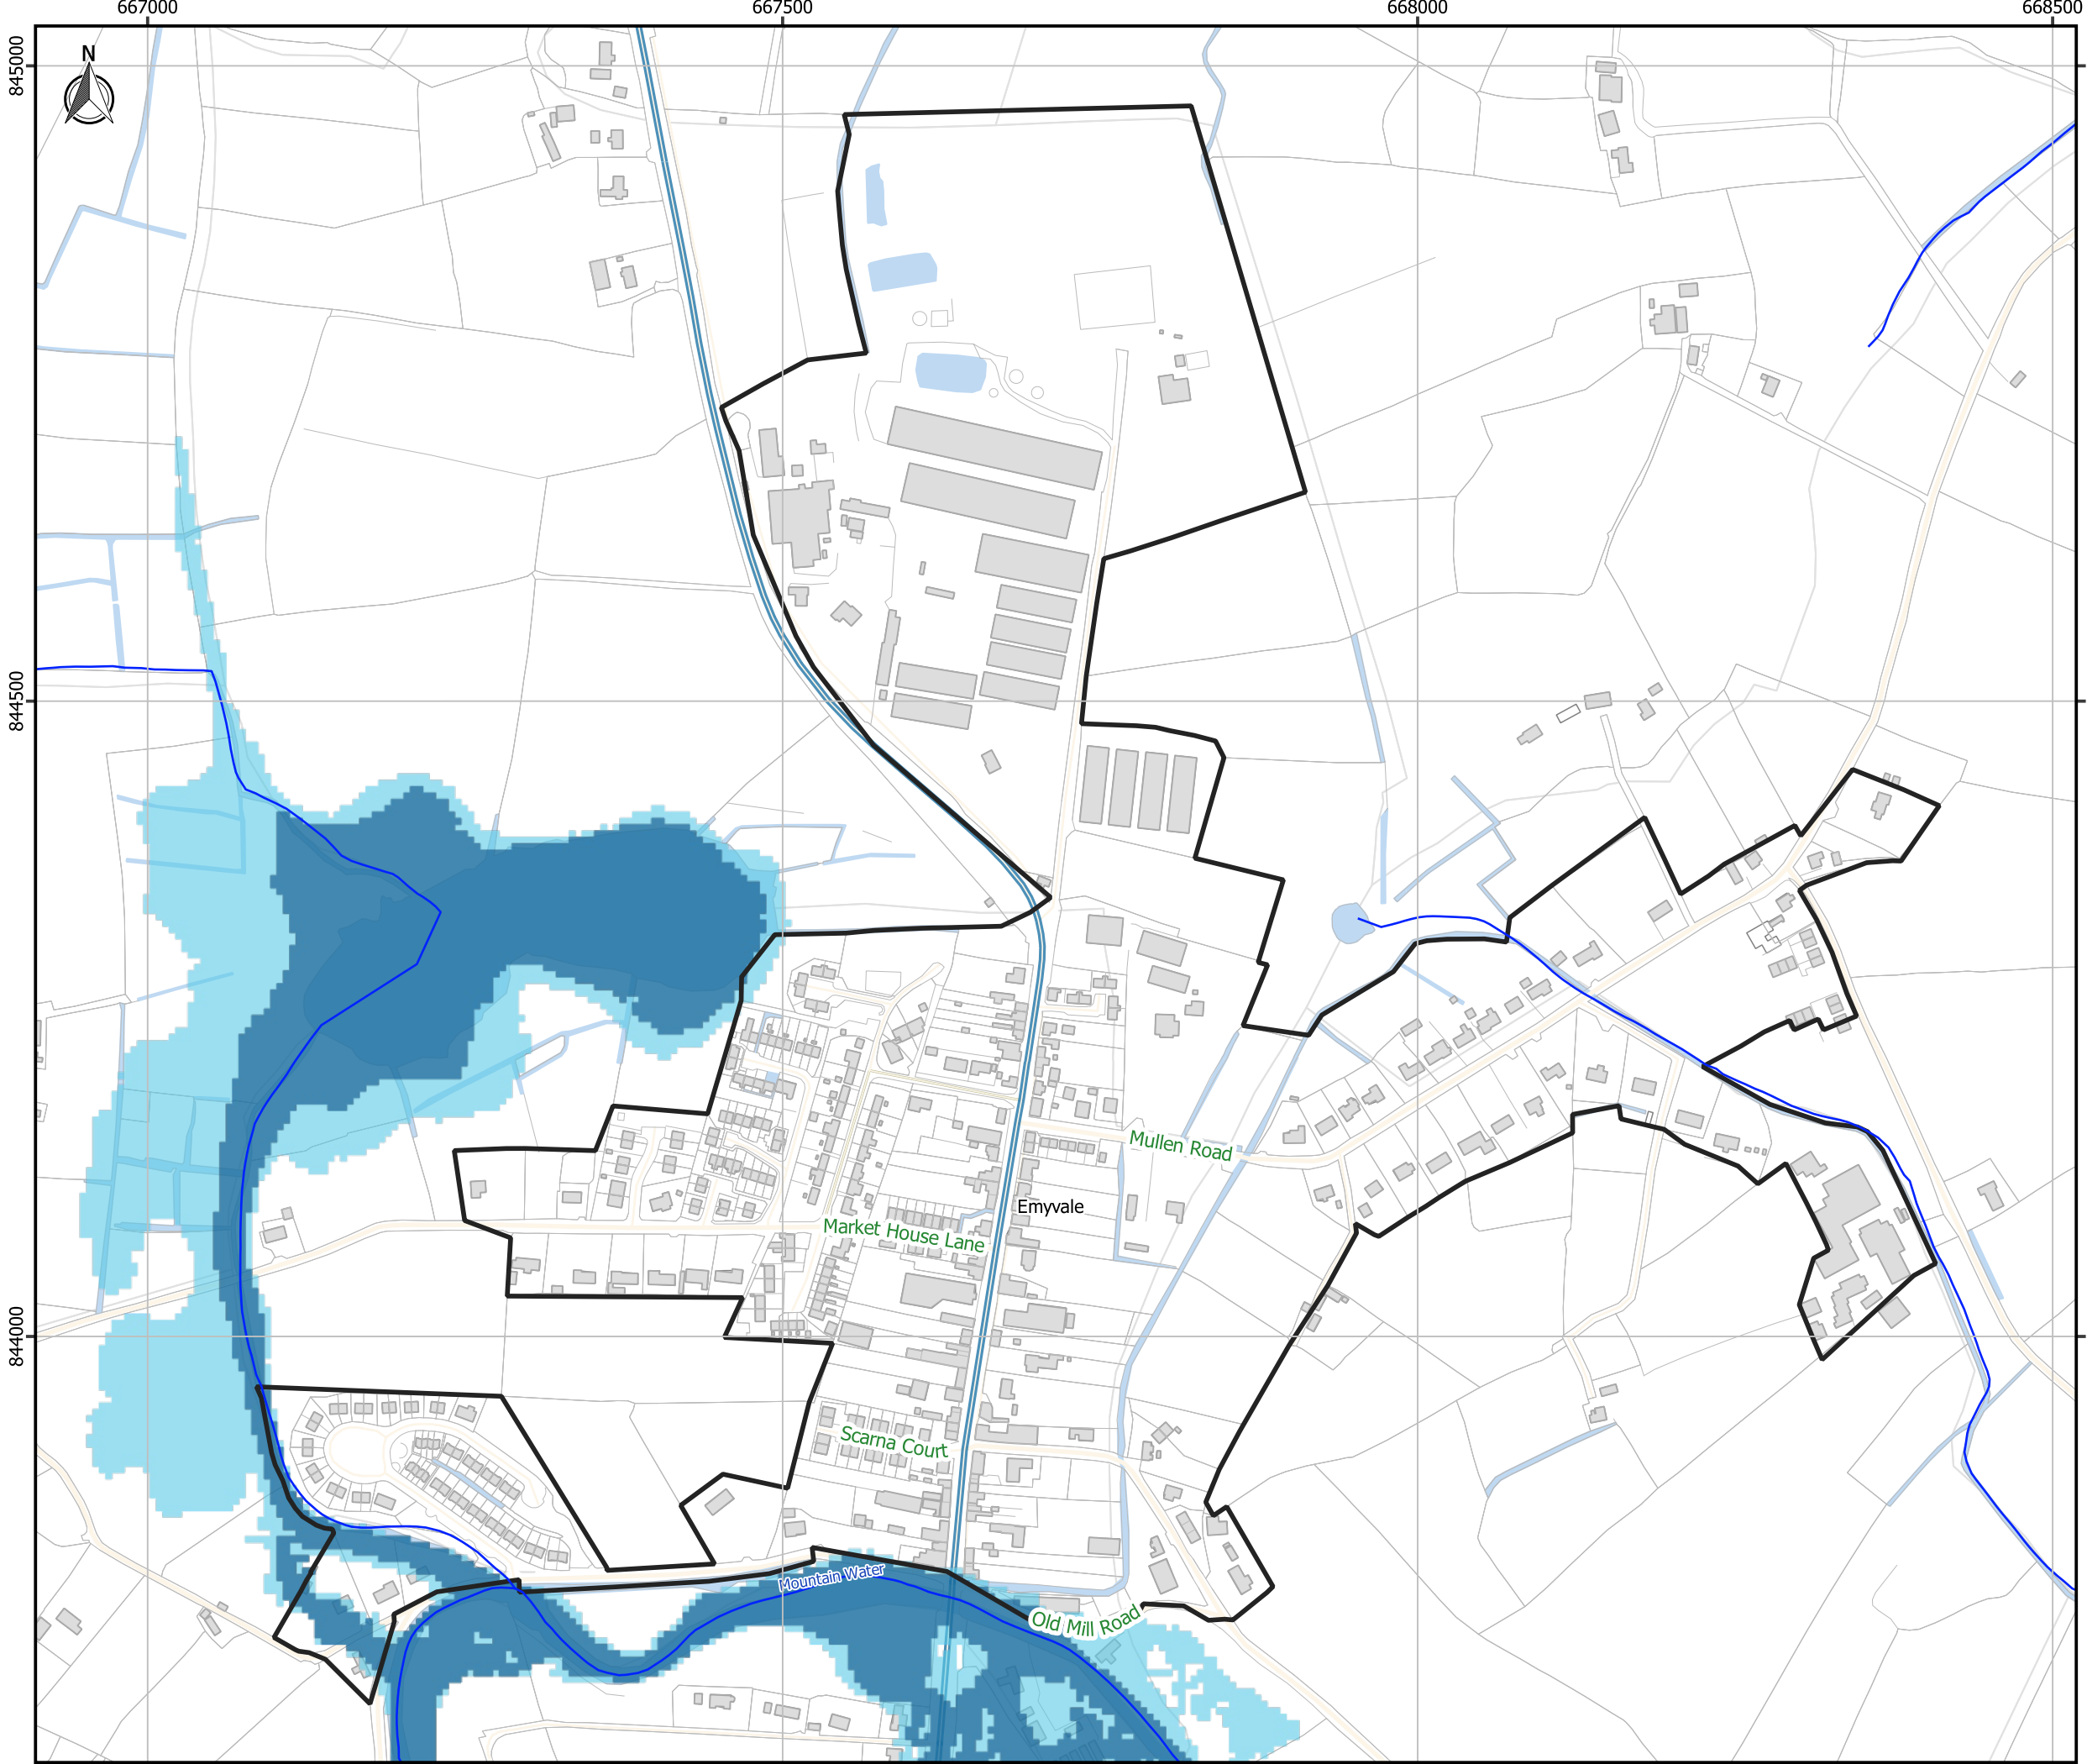 667000
667500
668000
668500
845000
N
844500
Mullen Road
Emyvale
Market House Lane
844000
Scarna Court
Mountain Water
Old Mill Road